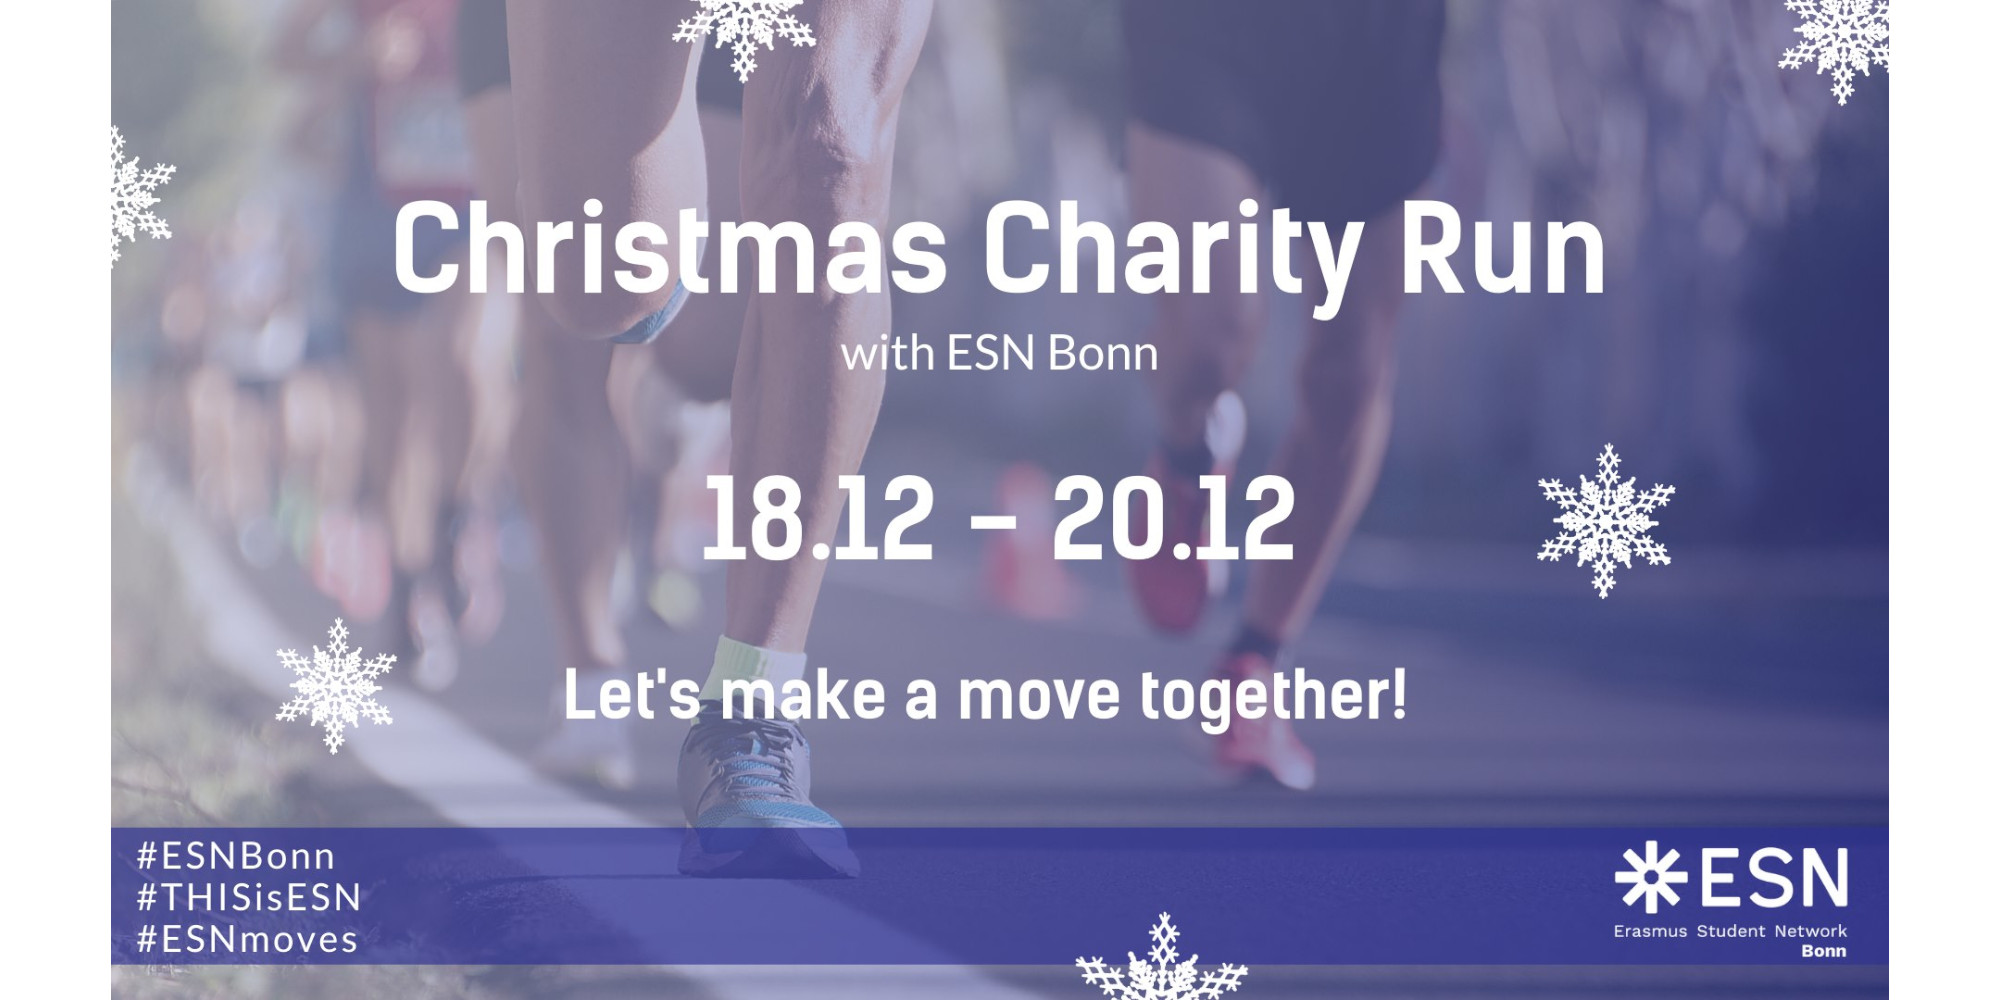 Christmas Charity Run
with ESN Bonn
18.12 – 20.12
Let's make a move together!
#ESNBonn
#THISisESN
#ESNmoves
ESN
Erasmus Student Network
Bonn